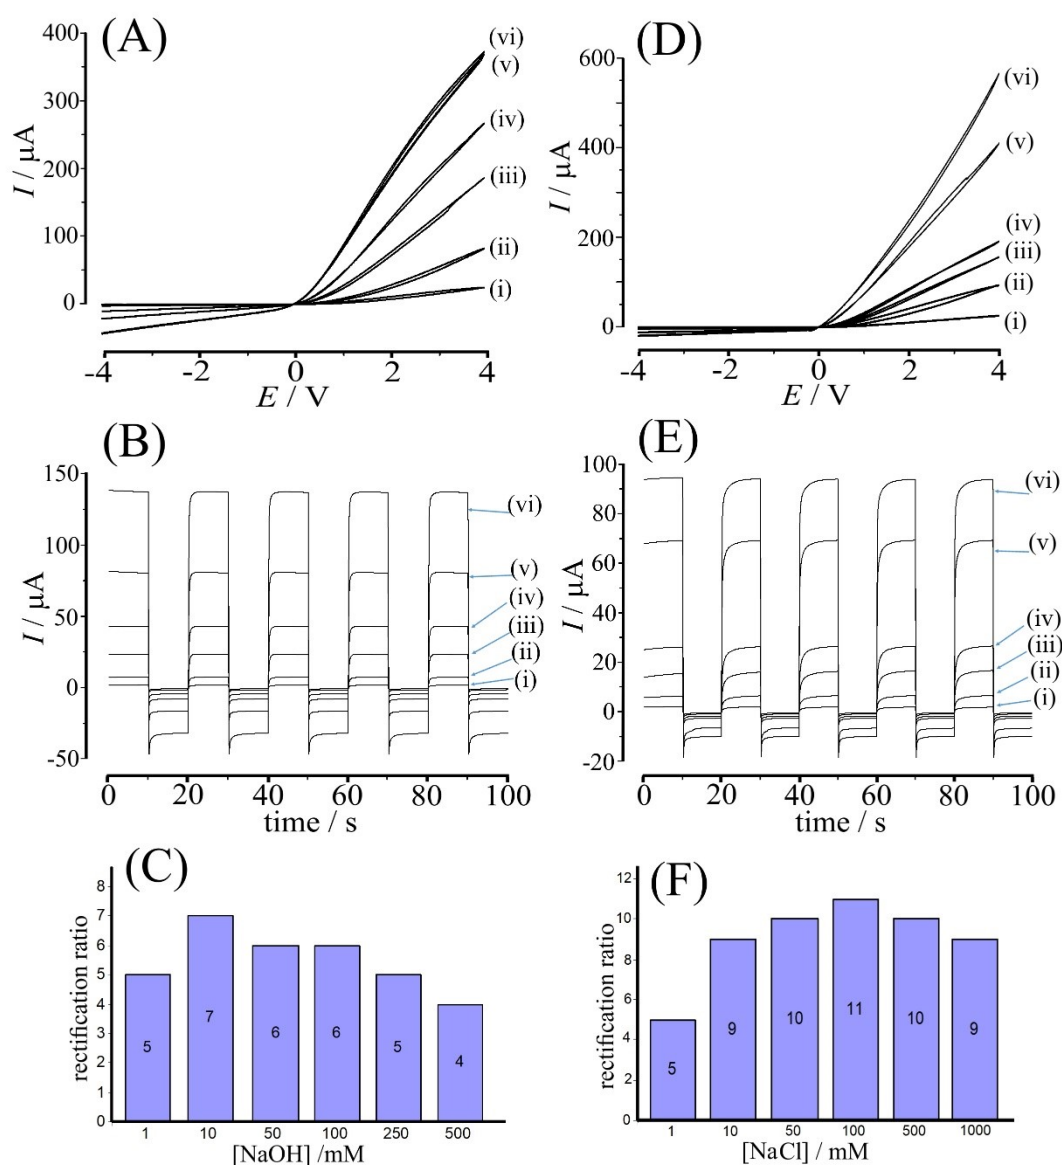 (A)
400
300
200
100
0
I / μA
(vi)
(v)
(iv)
(iii)
(ii)
(i)
-4
-2
0
2
4
E / V
(D)
600
400
200
0
I / μA
(vi)
(v)
(iv)
(iii)
(ii)
(i)
-4
-2
0
2
4
E / V
(B)
150
100
50
0
-50
I / μA
(vi)
(v)
(iv)
(iii)
(ii)
(i)
0
20
40
60
80
100
time / s
(E)
100
80
60
40
20
0
-20
I / μA
(vi)
(v)
(iv)
(iii)
(ii)
(i)
0
20
40
60
80
100
time / s
(C)
rectification ratio
8
7
6
5
4
3
2
1
0
5
7
6
6
5
4
1
10
50
100
250
500
[NaOH] /mM
(F)
rectification ratio
12
10
8
6
4
2
0
5
9
10
11
10
9
1
10
50
100
500
1000
[NaCl] / mM